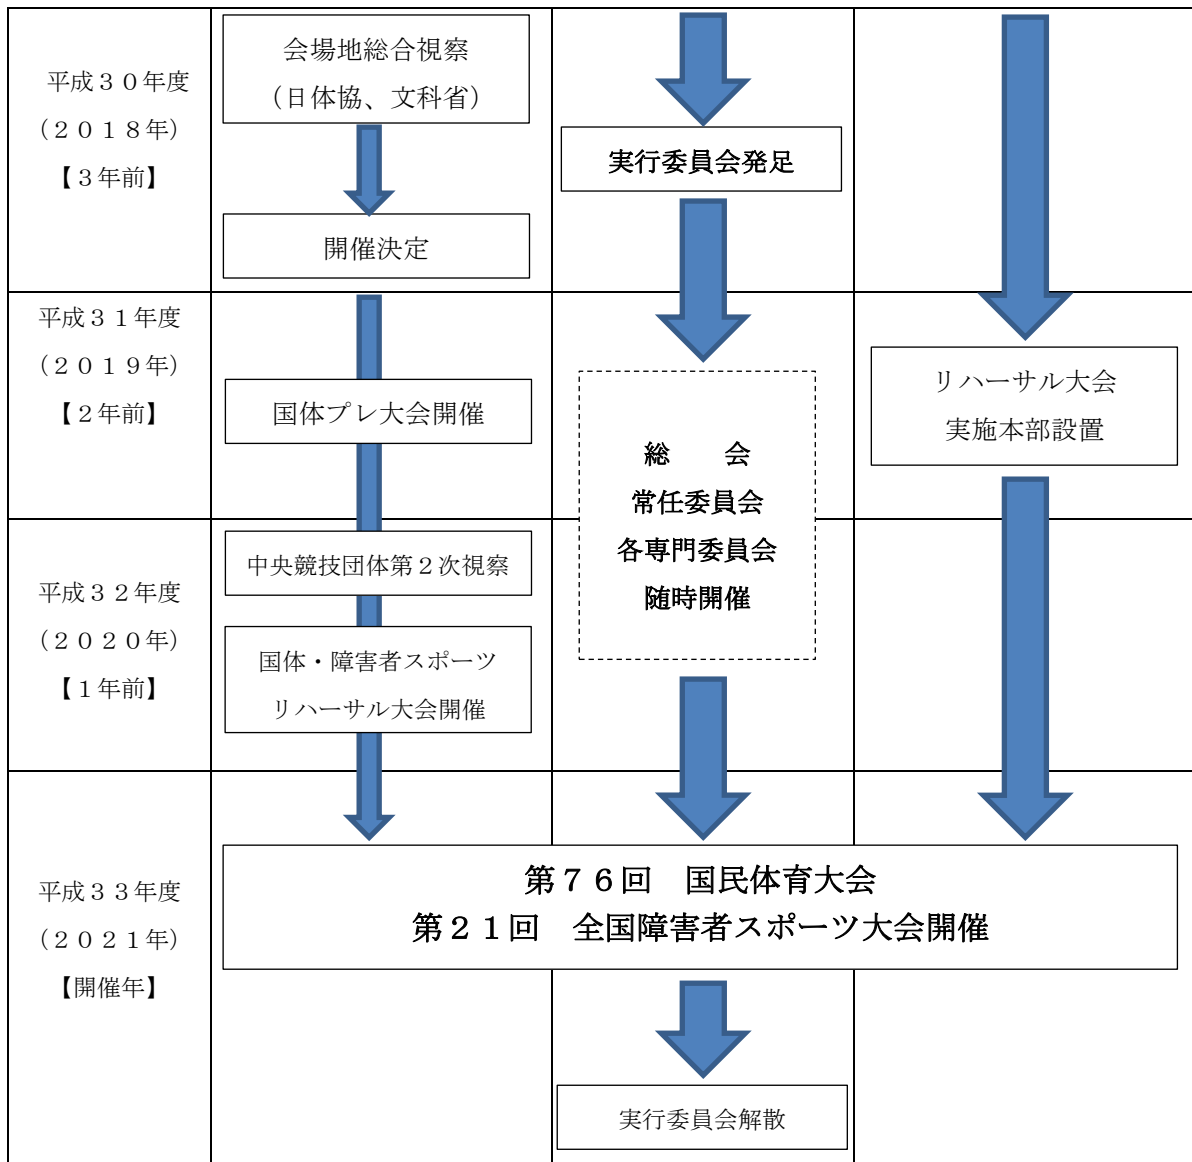 平成３０年度
（２０１８年）
【３年前】
会場地総合視察
（日体協、文科省）
開催決定
実行委員会発足
平成３１年度
（２０１９年）
【２年前】
国体プレ大会開催
リハーサル大会
実施本部設置
総　　会
常任委員会
各専門委員会
随時開催
平成３２年度
（２０２０年）
【１年前】
中央競技団体第２次視察
国体・障害者スポーツ
リハーサル大会開催
平成３３年度
（２０２１年）
【開催年】
第７６回　国民体育大会
第２１回　全国障害者スポーツ大会開催
実行委員会解散